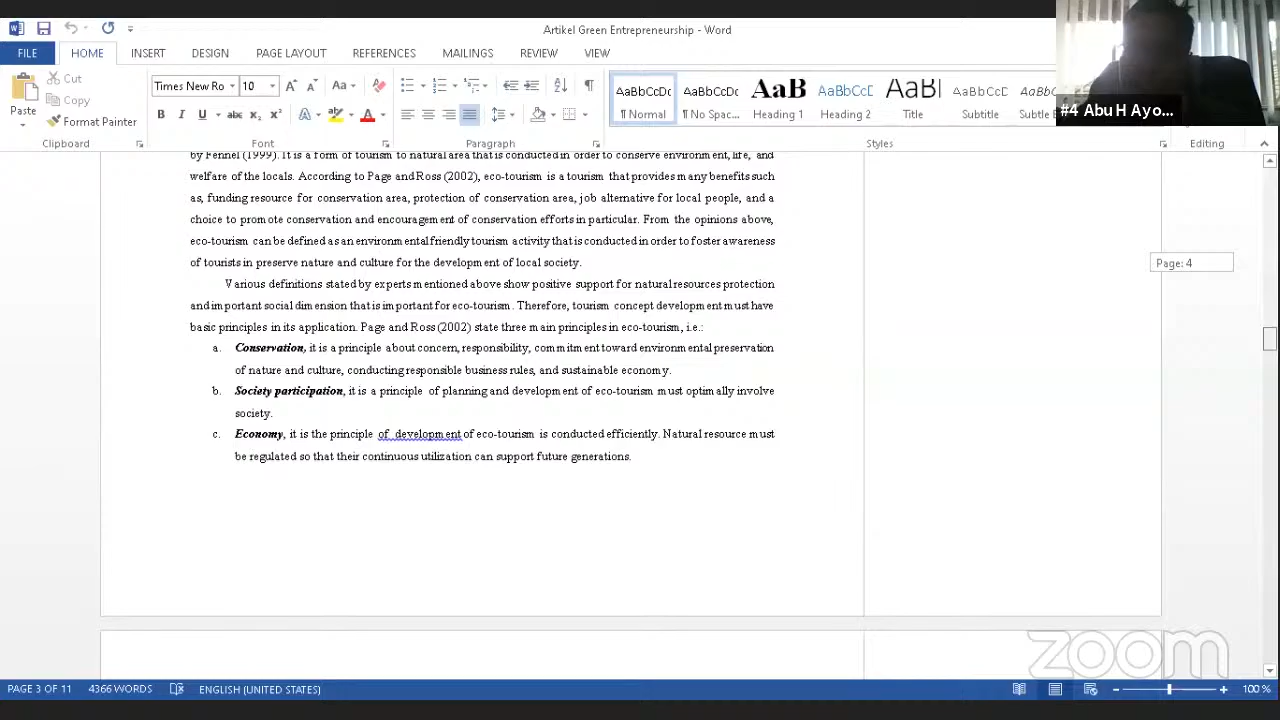 Artikel Green Entrepreneurship - Word
FILE HOME INSERT DESIGN PAGE LAYOUT REFERENCES MAILINGS REVIEW VIEW
Paste
Cut
Copy
Format Painter
Clipboard
Times New Ro 10
Font
Paragraph
AaBbCcDc AaBbCcDc AaB AaBbCcE AaBl AaBbCcD AaBbCcDc
¶ Normal ¶ No Spac... Heading 1 Heading 2 Title Subtitle Subtle E
Styles
Editing
#4 Abu H Ayo...
by Fennel (1999). It is a form of tourism to natural area that is conducted in order to conserve environment, life, and
welfare of the locals. According to Page and Ross (2002), eco-tourism is a tourism that provides many benefits such
as, funding resource for conservation area, protection of conservation area, job alternative for local people, and a
choice to promote conservation and encouragement of conservation efforts in particular. From the opinions above,
eco-tourism can be defined as an environmental friendly tourism activity that is conducted in order to foster awareness
of tourists in preserve nature and culture for the development of local society.
Various definitions stated by experts mentioned above show positive support for natural resources protection
and important social dimension that is important for eco-tourism. Therefore, tourism concept development must have
basic principles in its application. Page and Ross (2002) state three main principles in eco-tourism, i.e.:
a. Conservation, it is a principle about concern, responsibility, commitment toward environmental preservation
of nature and culture, conducting responsible business rules, and sustainable economy.
b. Society participation, it is a principle of planning and development of eco-tourism must optimally involve
society.
c. Economy, it is the principle of development of eco-tourism is conducted efficiently. Natural resource must
be regulated so that their continuous utilization can support future generations.
Page: 4
zoom
PAGE 3 OF 11 4366 WORDS ENGLISH (UNITED STATES) 100 %